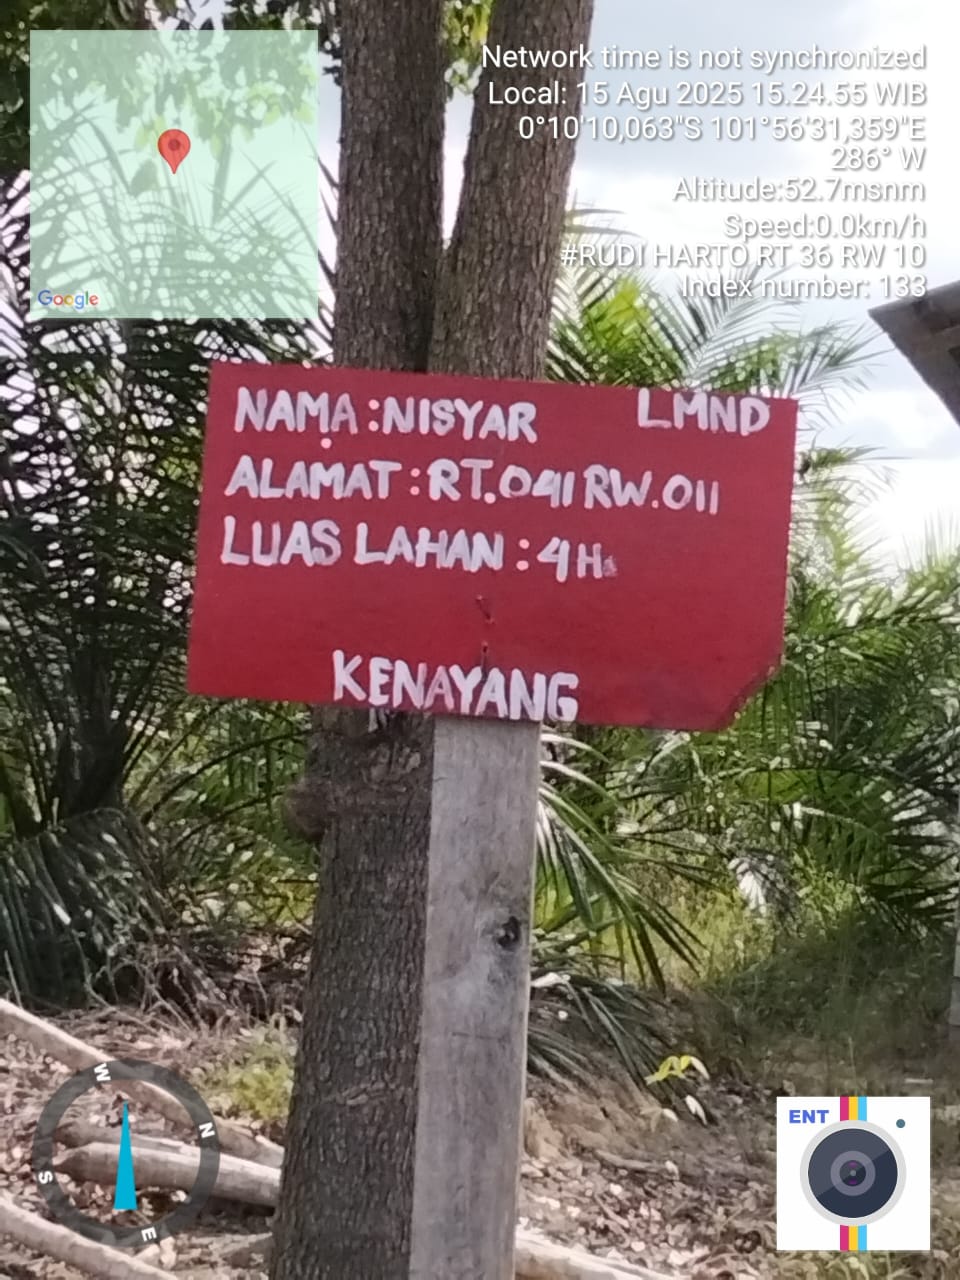 Network time is not synchronized
Local: 15 Agu 2025 15.24.55 WIB
0°10'10,063"S 101°56'31,359"E
286° W
Altitude:52.7msnm
Speed:0.0km/h
#RUDI HARTO RT 36 RW 10
Index number: 133
Google
NAMA : NISYAR LMND
ALAMAT : RT.041 RW.011
LUAS LAHAN : 4 Ha
KENAYANG
W
N
S
E
ENT